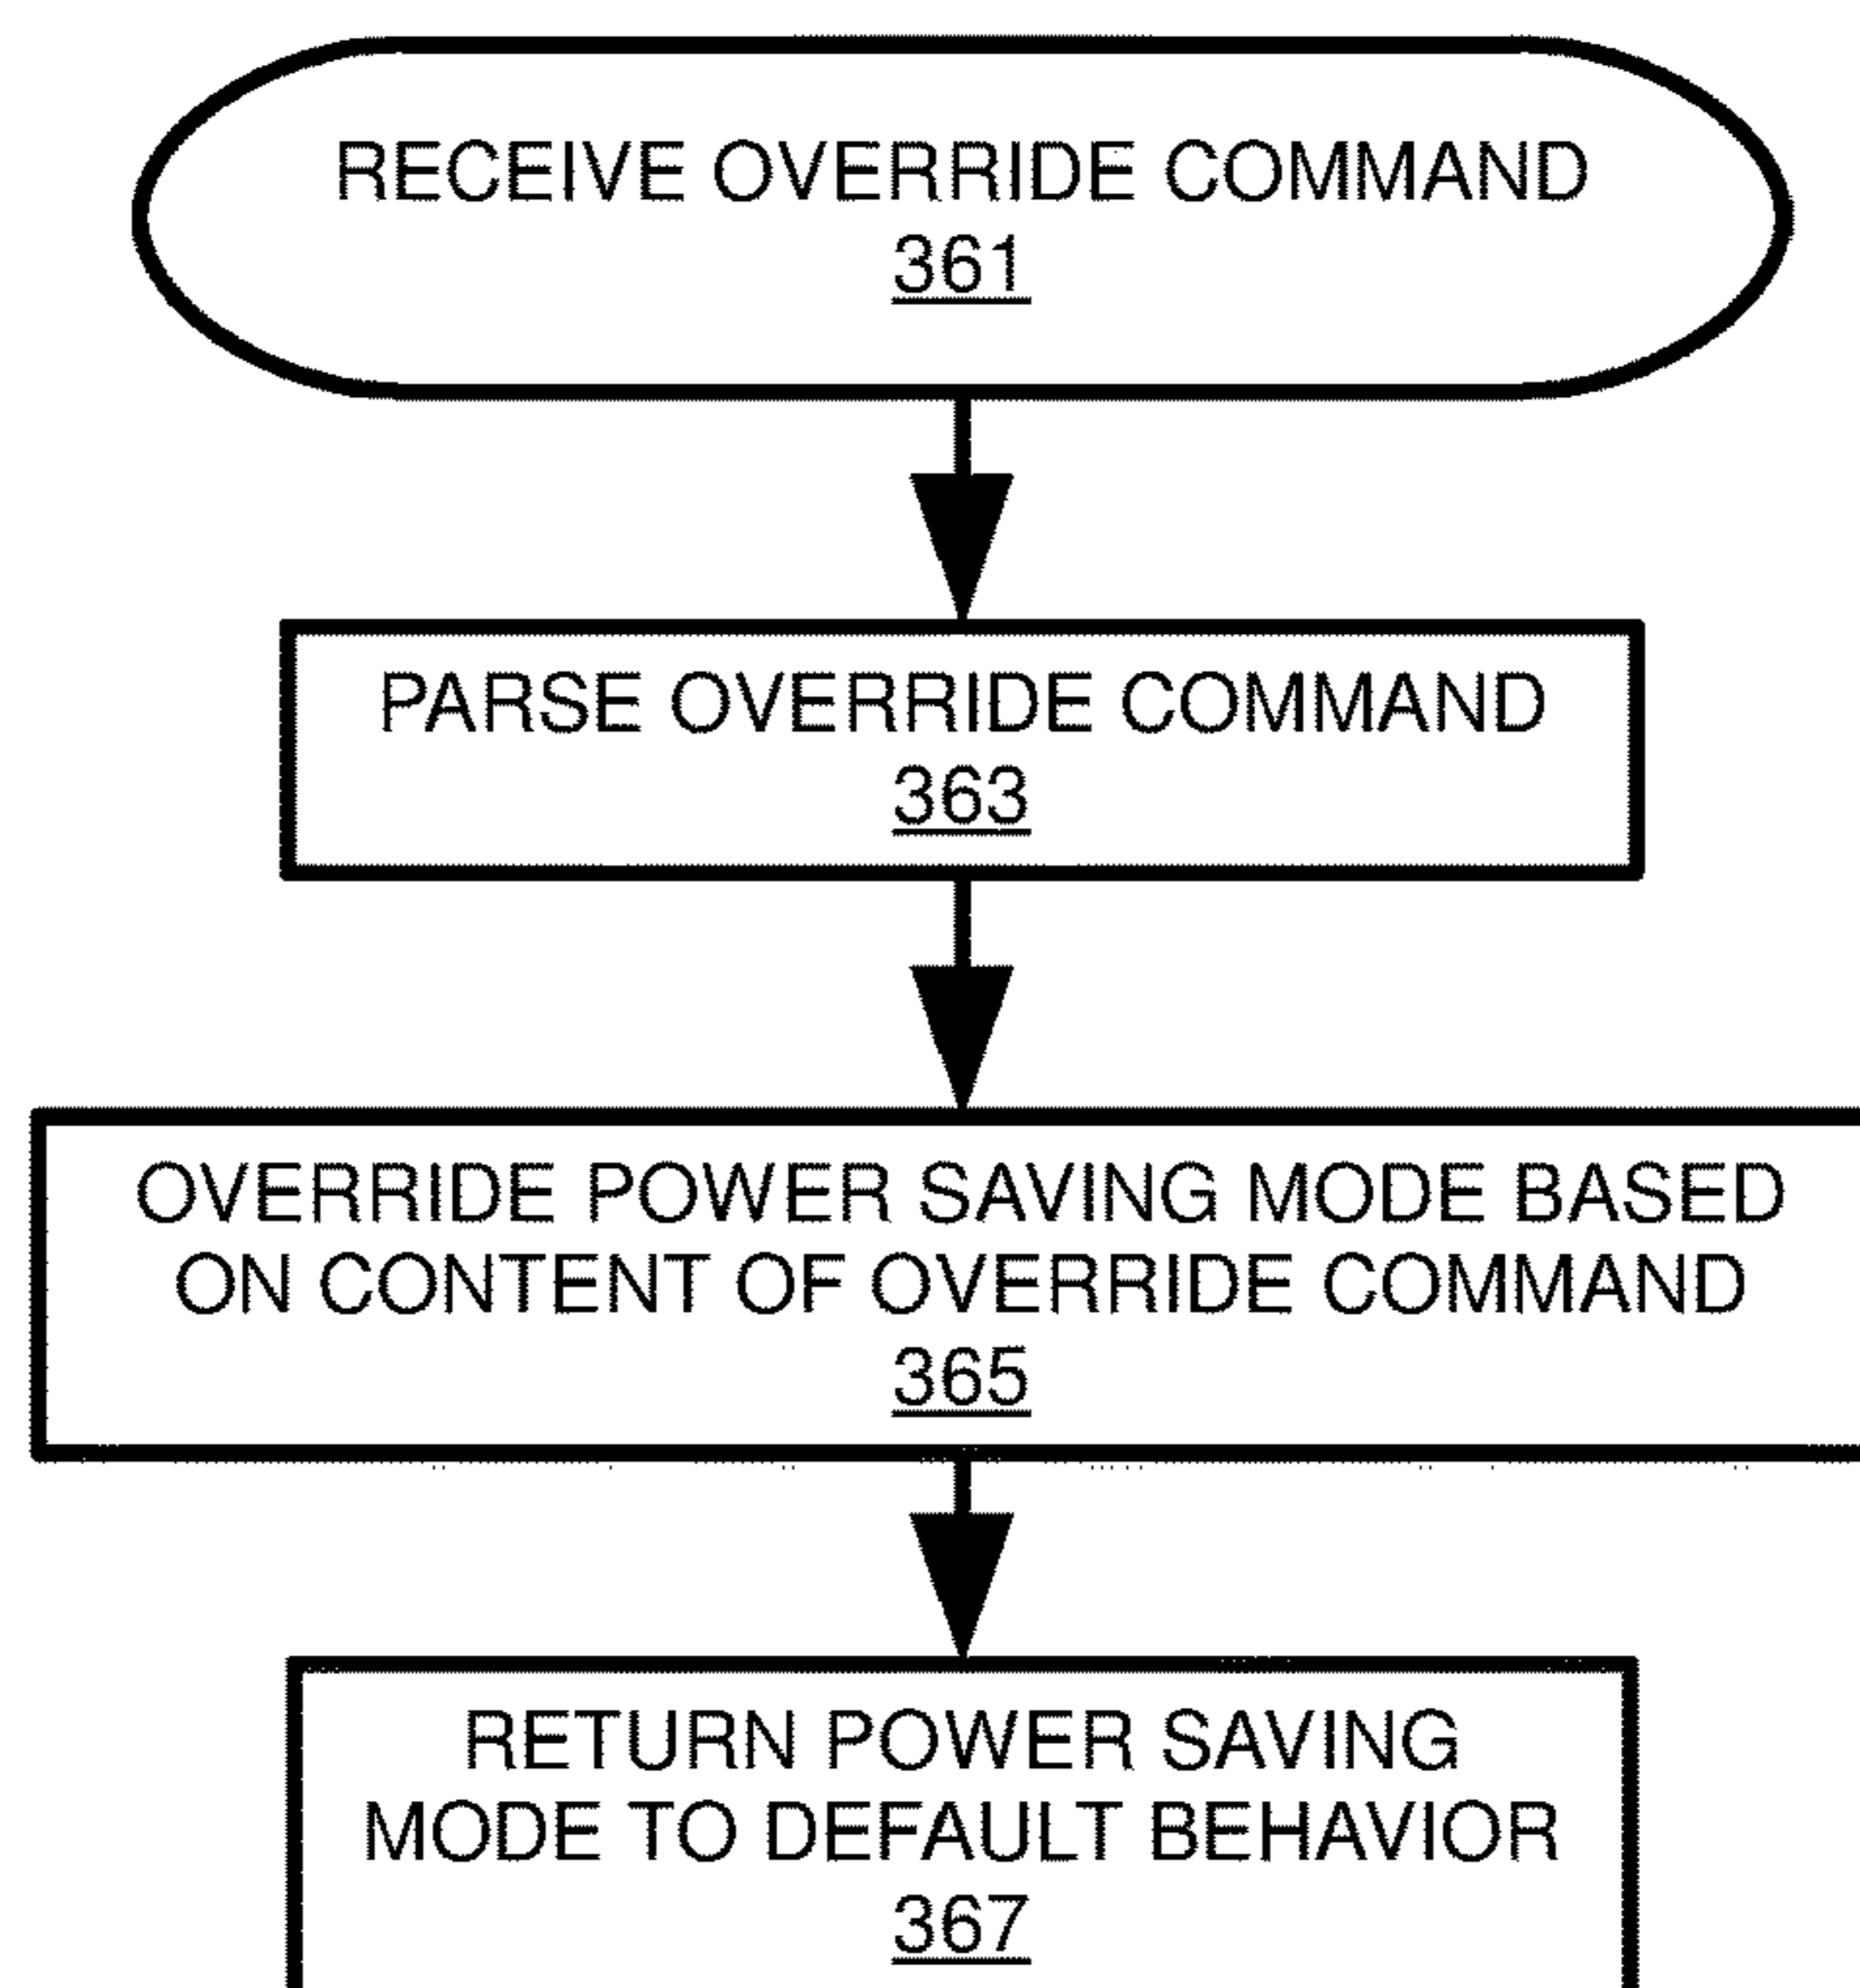 RECEIVE OVERRIDE COMMAND
361
PARSE OVERRIDE COMMAND
363
OVERRIDE POWER SAVING MODE BASED
ON CONTENT OF OVERRIDE COMMAND
365
RETURN POWER SAVING
MODE TO DEFAULT BEHAVIOR
367